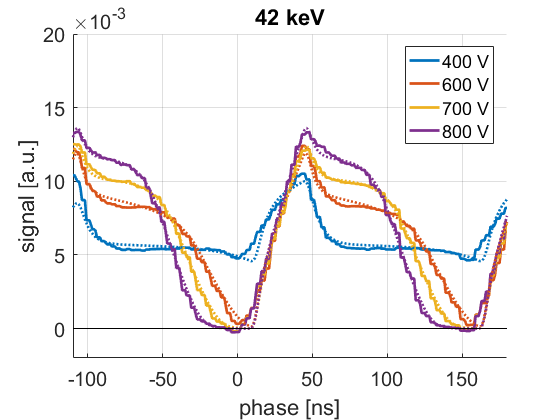 ×10⁻³
42 keV
20
15
10
5
0
signal [a.u.]
400 V
600 V
700 V
800 V
-100 -50 0 50 100 150
phase [ns]